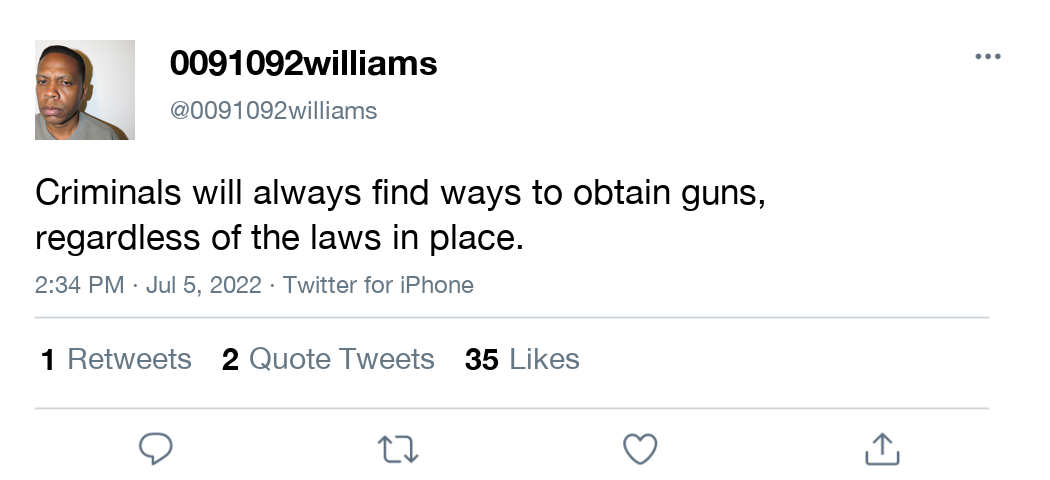 0091092williams
@0091092williams
Criminals will always find ways to obtain guns,
regardless of the laws in place.
2:34 PM · Jul 5, 2022 · Twitter for iPhone
1 Retweets 2 Quote Tweets 35 Likes